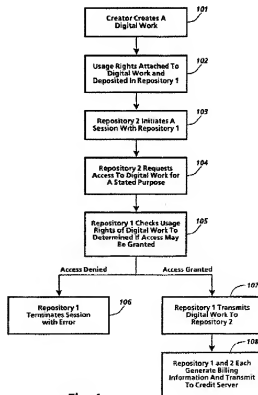 101
Creator Creates A
Digital Work
102
Usage Rights Attached To
Digital Work and
Deposited In Repository 1
103
Repository 2 Initiates a
Session With Repository 1
104
Repository 2 Requests
Access To Digital Work for
A Stated Purpose
105
Repository 1 Checks Usage
Rights of Digital Work To
Determined If Access May
Be Granted
Access Denied
Access Granted
106
Repository 1
Terminates Session
with Error
107
Repository 1 Transmits
Digital Work To
Repository 2
108
Repository 1 and 2 Each
Generate Billing
Information And Transmit
To Credit Server